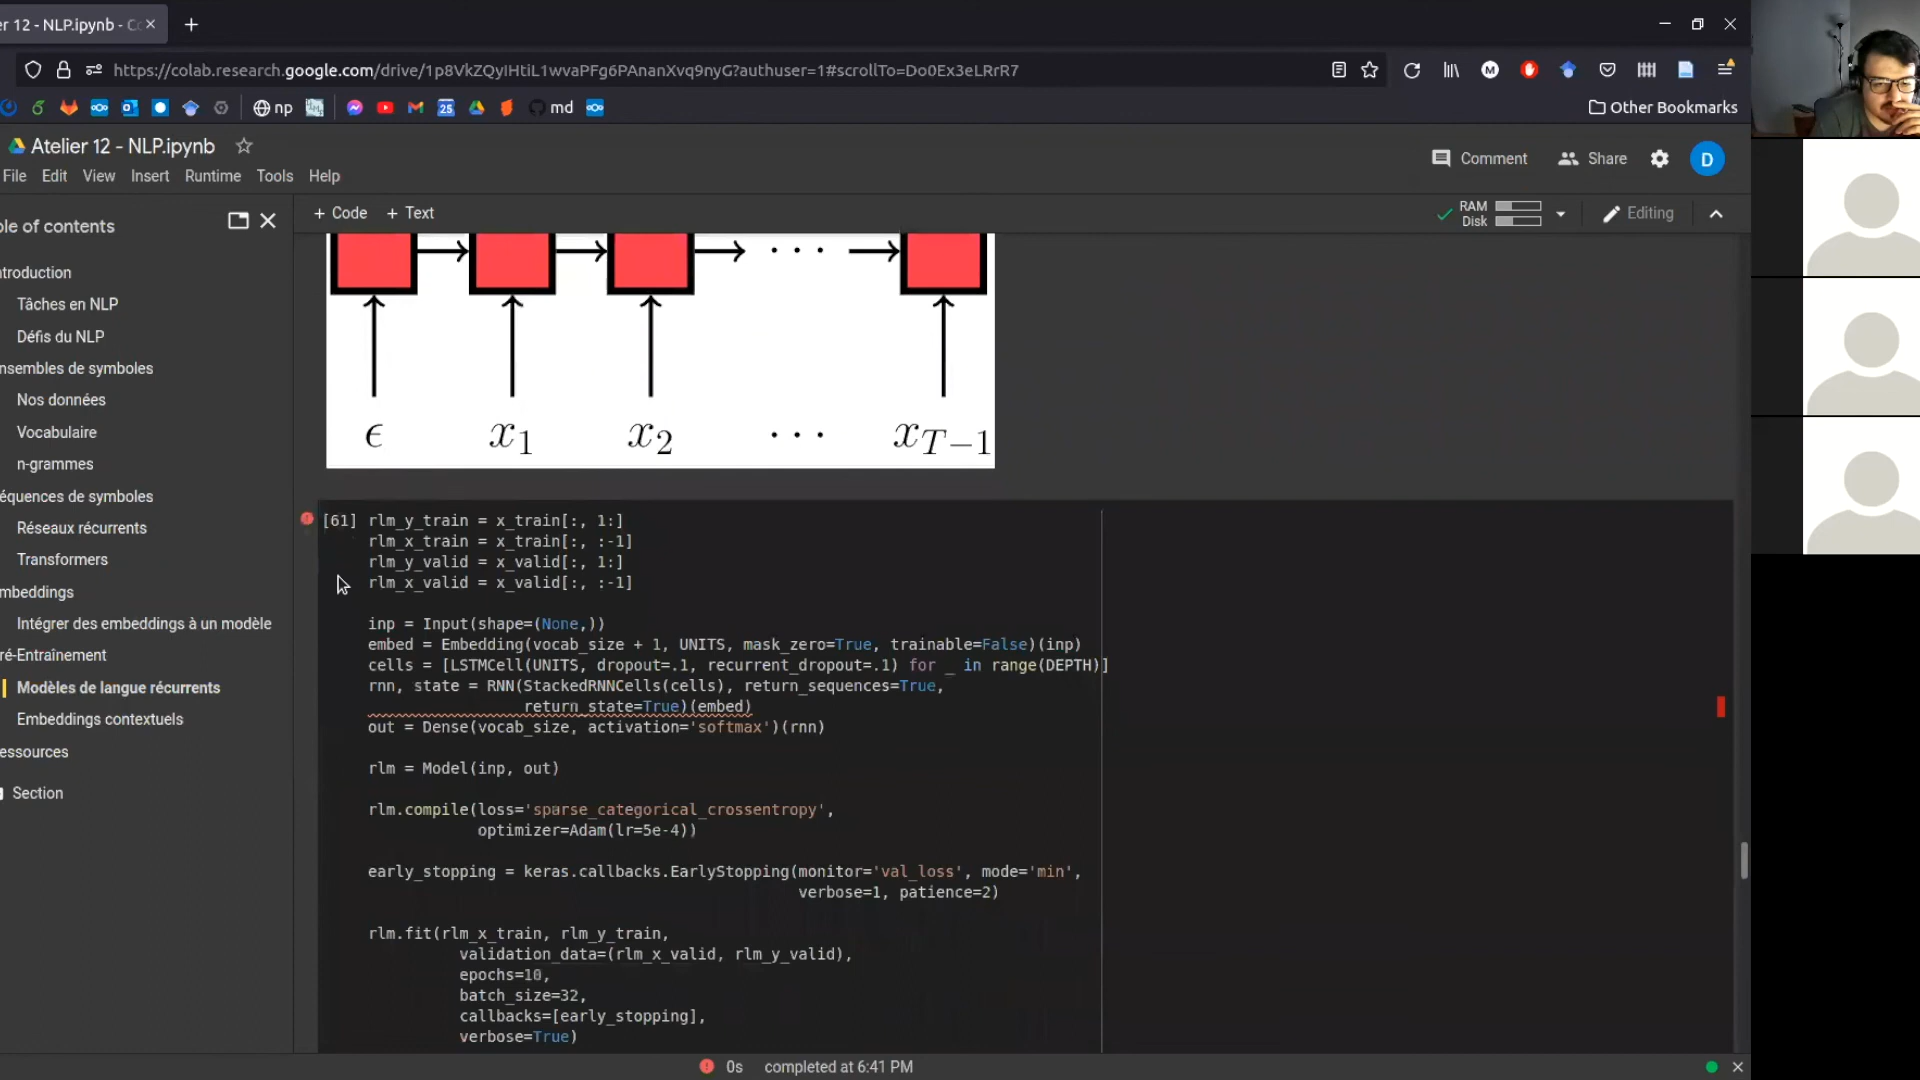 er 12 - NLP.ipynb - Co
https://colab.research.google.com/drive/1p8VkZQyIHtiL1wvaPFg6PAnanXvq9nyG?authuser=1#scrollTo=Do0Ex3eLRrR7
np
25
md
Other Bookmarks
Atelier 12 - NLP.ipynb
Comment
Share
D
File Edit View Insert Runtime Tools Help
ble of contents
+ Code + Text
RAM
Disk
Editing
ntroduction
Tâches en NLP
Défis du NLP
nsembles de symboles
Nos données
Vocabulaire
n-grammes
équences de symboles
Réseaux récurrents
Transformers
mbeddings
Intégrer des embeddings à un modèle
ré-Entraînement
Modèles de langue récurrents
Embeddings contextuels
essources
Section
...
ϵ x1 x2 ... xT−1
[61] rlm_y_train = x_train[:, 1:]
rlm_x_train = x_train[:, :-1]
rlm_y_valid = x_valid[:, 1:]
rlm_x_valid = x_valid[:, :-1]
inp = Input(shape=(None,))
embed = Embedding(vocab_size + 1, UNITS, mask_zero=True, trainable=False)(inp)
cells = [LSTMCell(UNITS, dropout=.1, recurrent_dropout=.1) for _ in range(DEPTH)]
rnn, state = RNN(StackedRNNCells(cells), return_sequences=True,
return_state=True)(embed)
out = Dense(vocab_size, activation='softmax')(rnn)
rlm = Model(inp, out)
rlm.compile(loss='sparse_categorical_crossentropy',
optimizer=Adam(lr=5e-4))
early_stopping = keras.callbacks.EarlyStopping(monitor='val_loss', mode='min',
verbose=1, patience=2)
rlm.fit(rlm_x_train, rlm_y_train,
validation_data=(rlm_x_valid, rlm_y_valid),
epochs=10,
batch_size=32,
callbacks=[early_stopping],
verbose=True)
0s completed at 6:41 PM